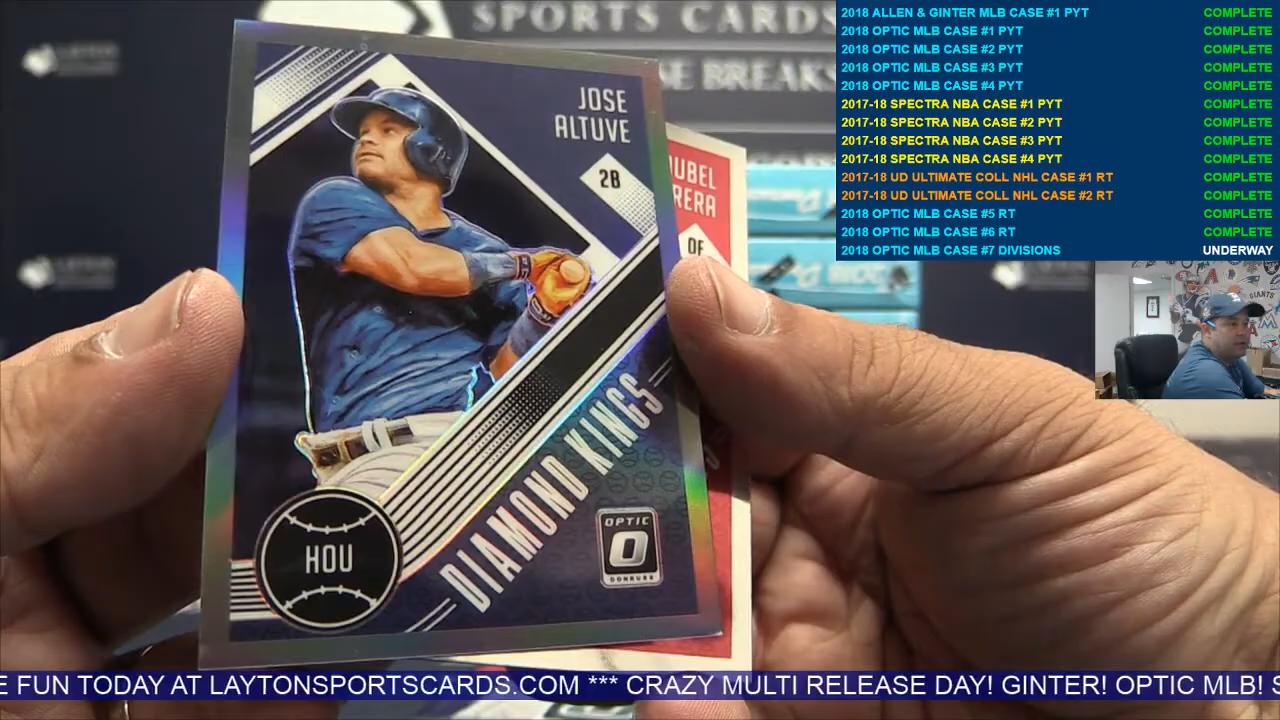 SPORTS CARDS
SE BREAKS
LAYTON
LAYTON
JOSE
ALTUVE
2B
UBEL
RERA
OF
DIAMOND KINGS
HOU
OPTIC
O
DONRUSS
2018 ALLEN & GINTER MLB CASE #1 PYT COMPLETE
2018 OPTIC MLB CASE #1 PYT COMPLETE
2018 OPTIC MLB CASE #2 PYT COMPLETE
2018 OPTIC MLB CASE #3 PYT COMPLETE
2018 OPTIC MLB CASE #4 PYT COMPLETE
2017-18 SPECTRA NBA CASE #1 PYT COMPLETE
2017-18 SPECTRA NBA CASE #2 PYT COMPLETE
2017-18 SPECTRA NBA CASE #3 PYT COMPLETE
2017-18 SPECTRA NBA CASE #4 PYT COMPLETE
2017-18 UD ULTIMATE COLL NHL CASE #1 RT COMPLETE
2017-18 UD ULTIMATE COLL NHL CASE #2 RT COMPLETE
2018 OPTIC MLB CASE #5 RT COMPLETE
2018 OPTIC MLB CASE #6 RT COMPLETE
2018 OPTIC MLB CASE #7 DIVISIONS UNDERWAY
GIANTS
E FUN TODAY AT LAYTONSPORTSCARDS.COM *** CRAZY MULTI RELEASE DAY! GINTER! OPTIC MLB! S